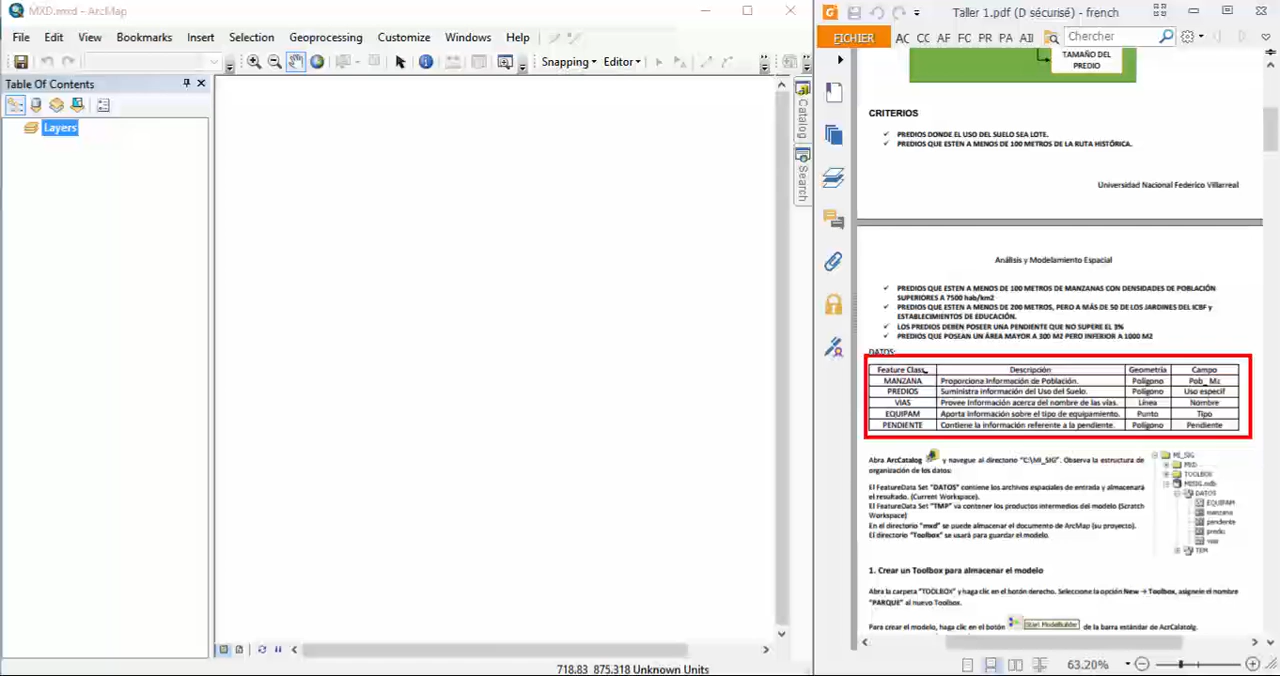 MXD.mxd - ArcMap
File Edit View Bookmarks Insert Selection Geoprocessing Customize Windows Help
Snapping Editor
Table Of Contents
Layers
Catalog
Search
718.83 875.318 Unknown Units
Taller 1.pdf (D sécurisé) - french
FICHIER AC CC AF FC PR PA AI Chercher
TAMAÑO DEL
PREDIO
CRITERIOS
✓ PREDIOS DONDE EL USO DEL SUELO SEA LOTE.
✓ PREDIOS QUE ESTEN A MENOS DE 100 METROS DE LA RUTA HISTÓRICA.
Universidad Nacional Federico Villarreal
Análisis y Modelamiento Espacial
✓ PREDIOS QUE ESTEN A MENOS DE 100 METROS DE MANZANAS CON DENSIDADES DE POBLACIÓN
SUPERIORES A 7500 hab/km2
✓ PREDIOS QUE ESTEN A MENOS DE 200 METROS, PERO A MÁS DE 50 DE LOS JARDINES DEL ICBF y
ESTABLECIMIENTOS DE EDUCACIÓN.
✓ LOS PREDIOS DEBEN POSEER UNA PENDIENTE QUE NO SUPERE EL 3%
✓ PREDIOS QUE POSEAN UN ÁREA MAYOR A 300 M2 PERO INFERIOR A 1000 M2
DATOS:
Feature Class Descripción Geometría Campo
MANZANA Proporciona Información de Población. Polígono Pob_Mz
PREDIOS Suministra información del Uso del Suelo. Polígono Uso específ
VIAS Provee Información acerca del nombre de las vías. Línea Nombre
EQUIPAM Aporta Información sobre el tipo de equipamiento. Punto Tipo
PENDIENTE Contiene la información referente a la pendiente. Polígono Pendiente
Abra ArcCatalog y navegue al directorio "C:\MI_SIG". Observa la estructura de
organización de los datos:
El FeatureData Set "DATOS" contiene los archivos espaciales de entrada y almacenará
el resultado. (Current Workspace).
El FeatureData Set "TMP" va contener los productos intermedios del modelo (Scratch
Workspace)
En el directorio "mxd" se puede almacenar el documento de ArcMap (su proyecto).
El directorio "Toolbox" se usará para guardar el modelo.
MI_SIG
MXD
TOOLBOX
MISIG.mdb
DATOS
EQUIPAM
manzana
pendiente
predio
vias
TEM
1. Crear un Toolbox para almacenar el modelo
Abra la carpeta "TOOLBOX" y haga clic en el botón derecho. Seleccione la opción New → Toolbox, asígnele el nombre
"PARQUE" al nuevo Toolbox.
Para crear el modelo, haga clic en el botón Start ModelBuilder de la barra estándar de AcrCalatolg.
63.20%